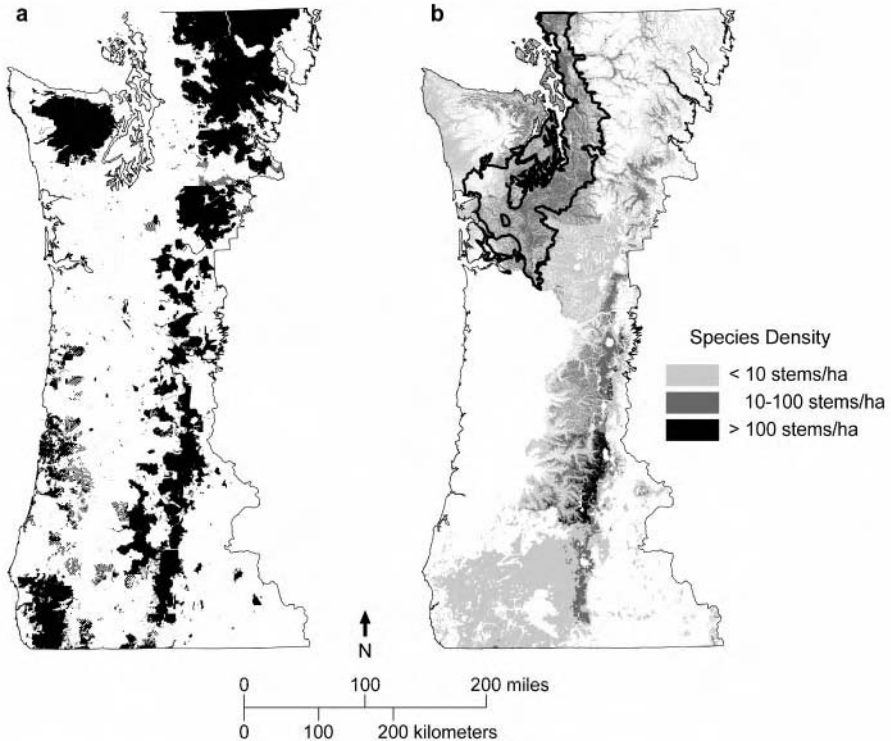 a
b
Species Density
< 10 stems/ha
10-100 stems/ha
> 100 stems/ha
N
0 100 200 miles
0 100 200 kilometers